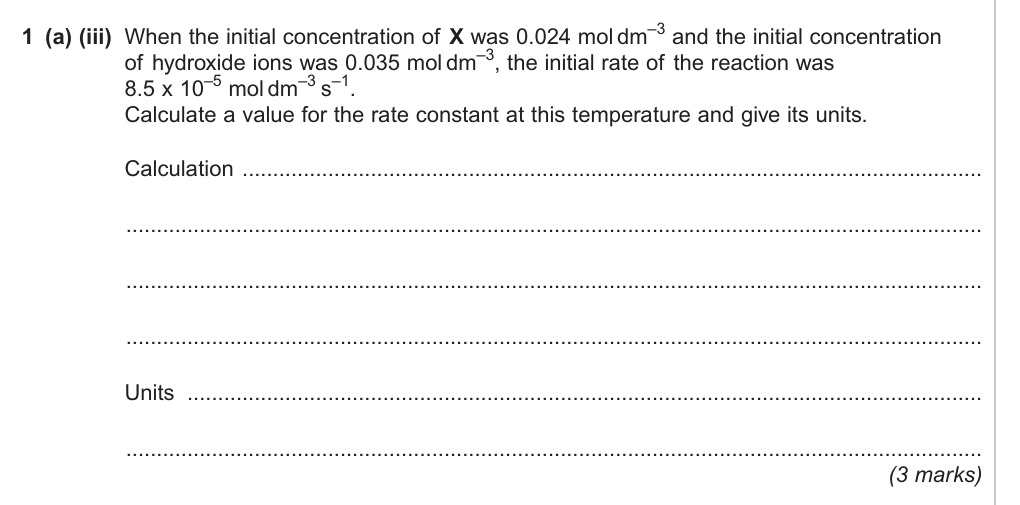 1 (a) (iii) When the initial concentration of X was 0.024 mol dm⁻³ and the initial concentration
of hydroxide ions was 0.035 mol dm⁻³, the initial rate of the reaction was
8.5 x 10⁻⁵ mol dm⁻³ s⁻¹.
Calculate a value for the rate constant at this temperature and give its units.
Calculation ....................................................................................................
....................................................................................................
....................................................................................................
....................................................................................................
Units ....................................................................................................
....................................................................................................
(3 marks)